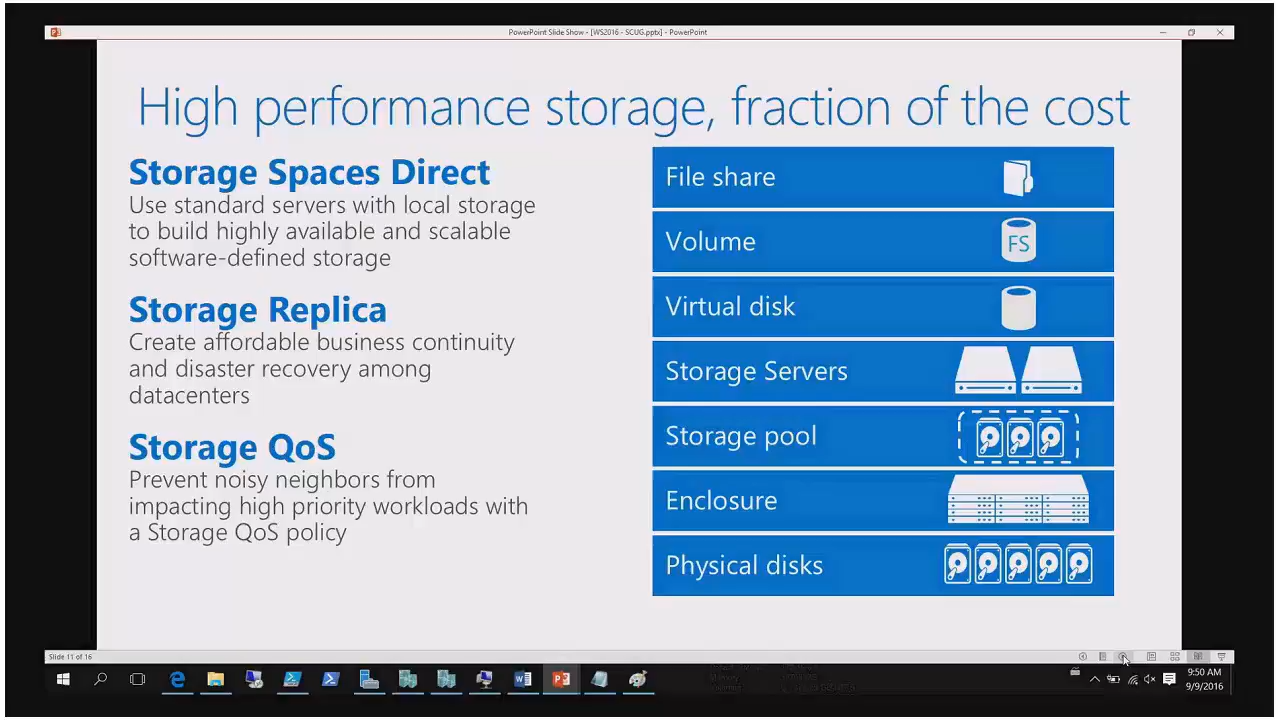 PowerPoint Slide Show - [WS2016 - SCUG.pptx] - PowerPoint
High performance storage, fraction of the cost
Storage Spaces Direct
Use standard servers with local storage
to build highly available and scalable
software-defined storage
Storage Replica
Create affordable business continuity
and disaster recovery among
datacenters
Storage QoS
Prevent noisy neighbors from
impacting high priority workloads with
a Storage QoS policy
File share
Volume
FS
Virtual disk
Storage Servers
Storage pool
Enclosure
Physical disks
Slide 11 of 16
9:50 AM
9/9/2016